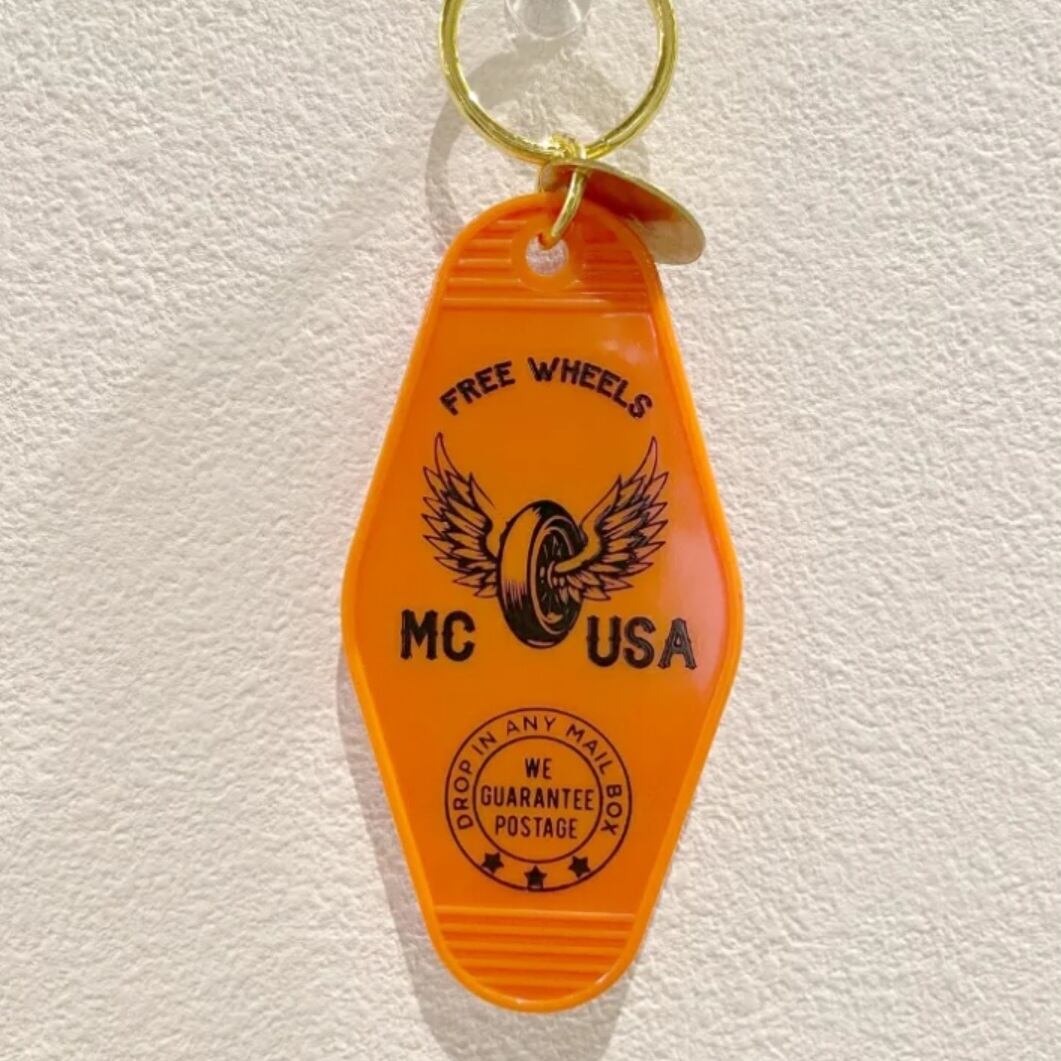 FREE WHEELS
MC USA
DROP IN ANY MAIL BOX
WE
GUARANTEE
POSTAGE